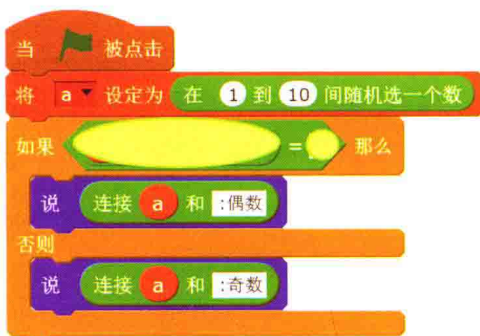 当 被点击
将 a 设定为 在 1 到 10 间随机选一个数
如果 = 那么
说 连接 a 和 :偶数
否则
说 连接 a 和 :奇数